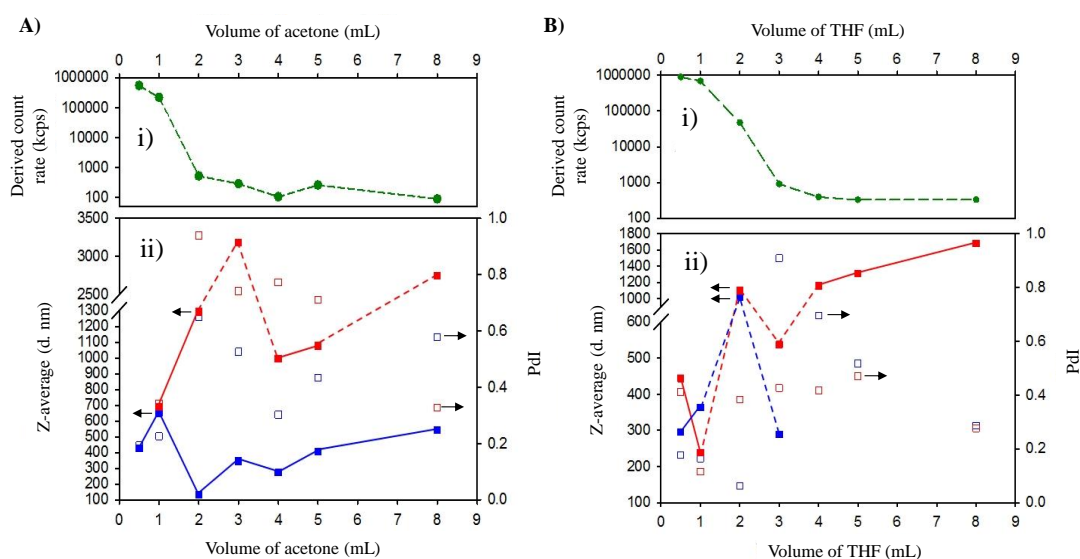 A)
Volume of acetone (mL)
0 1 2 3 4 5 6 7 8 9
Derived count
rate (kcps)
1000000
100000
10000
1000
100
i)
ii)
Z-average (d. nm)
3500
3000
2500
1300
1200
1100
1000
900
800
700
600
500
400
300
200
100
1.0
0.8
0.6
0.4
0.2
0.0
PdI
0 1 2 3 4 5 6 7 8 9
Volume of acetone (mL)
B)
Volume of THF (mL)
0 1 2 3 4 5 6 7 8 9
Derived count
rate (kcps)
1000000
100000
10000
1000
100
i)
ii)
Z-average (d. nm)
1800
1600
1400
1200
1000
600
500
400
300
200
100
1.0
0.8
0.6
0.4
0.2
0.0
PdI
0 1 2 3 4 5 6 7 8 9
Volume of THF (mL)